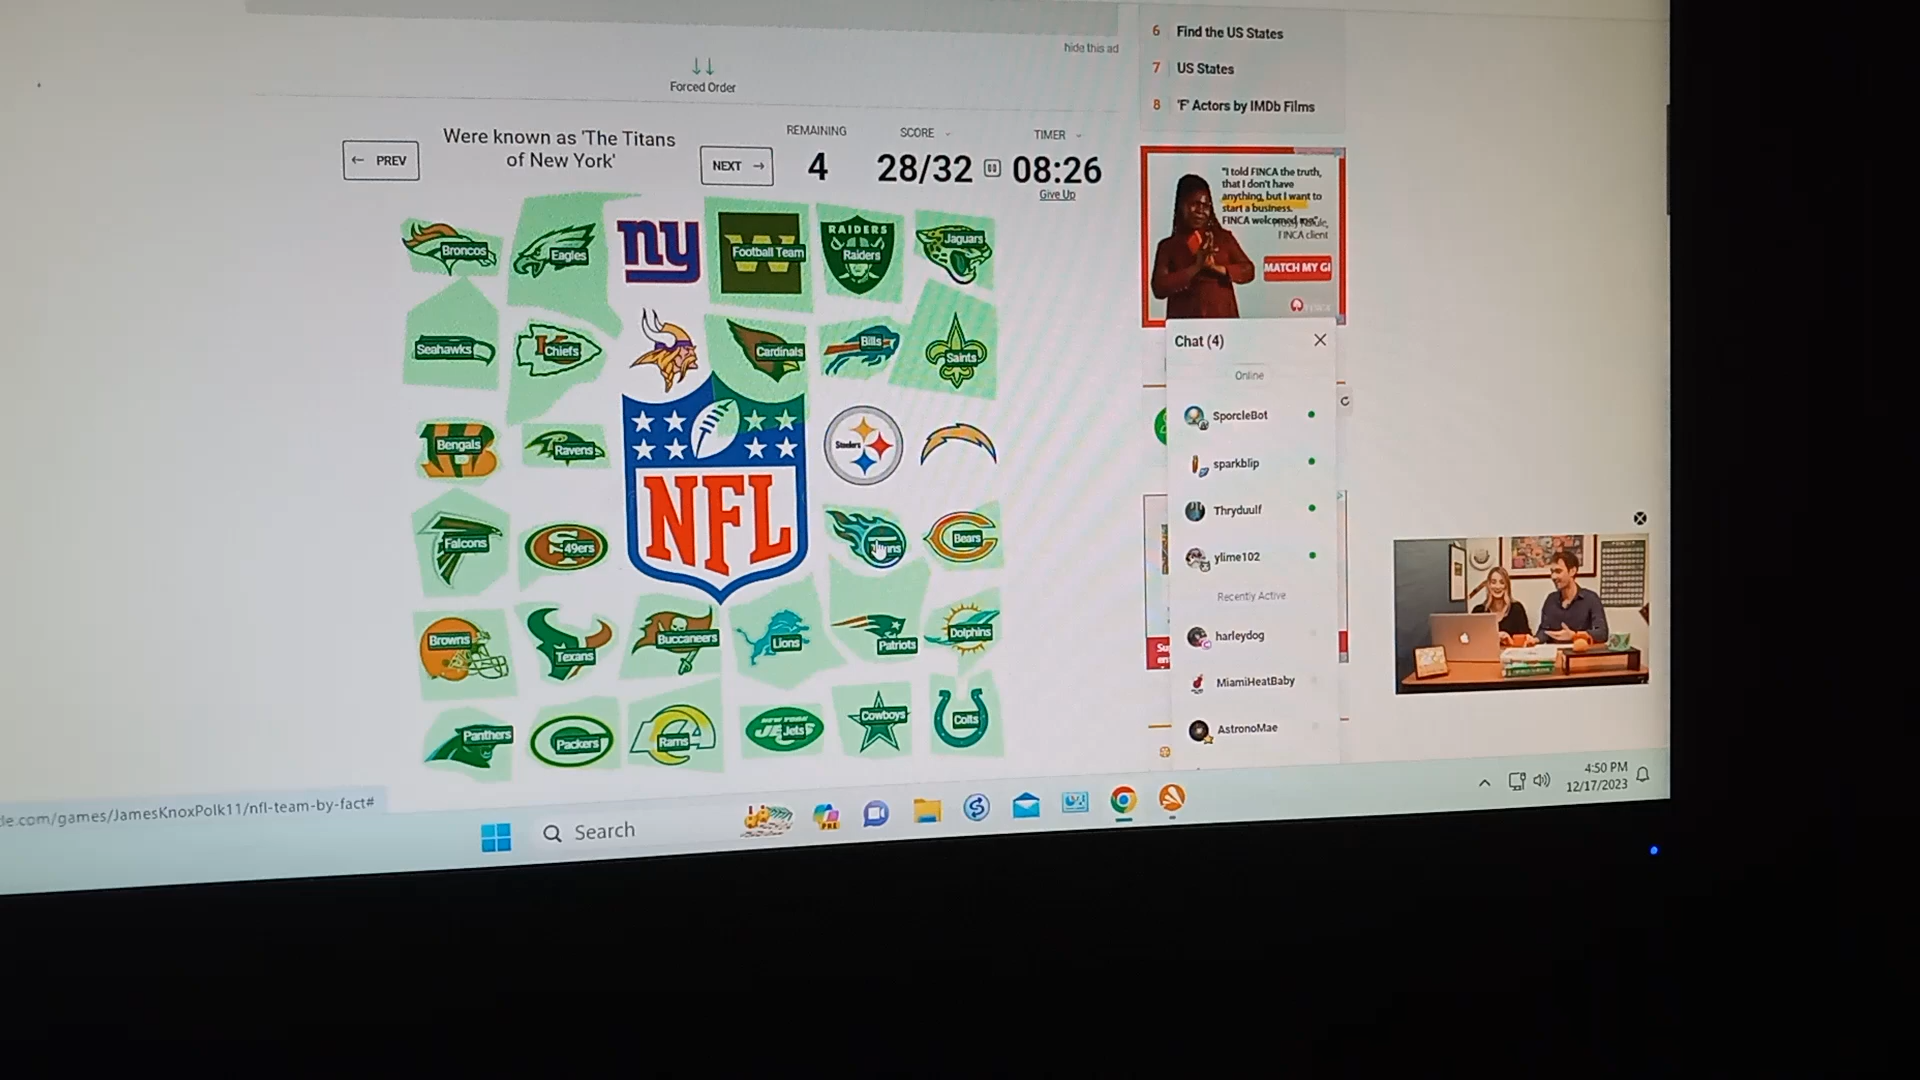 hide this ad
↓↓
Forced Order
6 Find the US States
7 US States
8 'F' Actors by IMDb Films
← PREV
Were known as 'The Titans
of New York'
NEXT →
REMAINING
4
SCORE
28/32
TIMER
08:26
Give Up
Broncos
Eagles
ny
Football Team
RAIDERS
Raiders
Jaguars
Seahawks
Chiefs
Cardinals
Bills
Saints
Bengals
Ravens
Steelers
Falcons
49ers
NFL
Bears
Browns
Texans
Buccaneers
Lions
Patriots
Dolphins
Panthers
Packers
Rams
NEW YORK
JETS
Jets
Cowboys
Colts
"I told FINCA the truth,
that I don't have
anything, but I want to
start a business.
FINCA welcomed me".
FINCA client
MATCH MY GI
Chat (4)
Online
SporcleBot
sparkblip
Thryduulf
ylime102
Recently Active
harleydog
MiamiHeatBaby
AstronoMae
le.com/games/JamesKnoxPolk11/nfl-team-by-fact#
Search
PRE
4:50 PM
12/17/2023